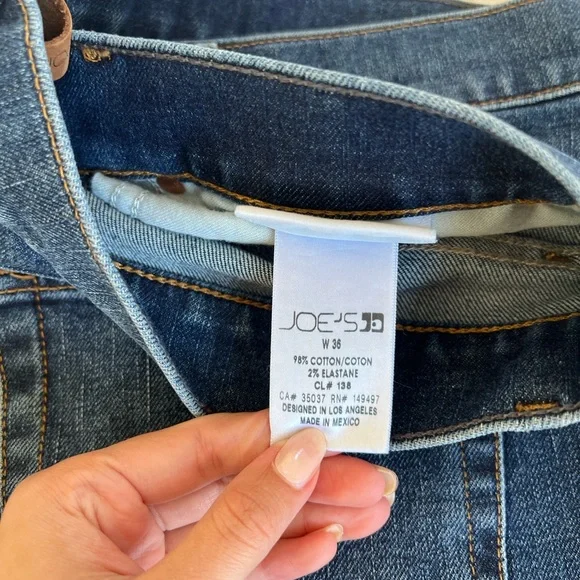 JOE'S
W 36
98% COTTON/COTON
2% ELASTANE
CL# 138
CA# 35037 RN# 149497
DESIGNED IN LOS ANGELES
MADE IN MEXICO